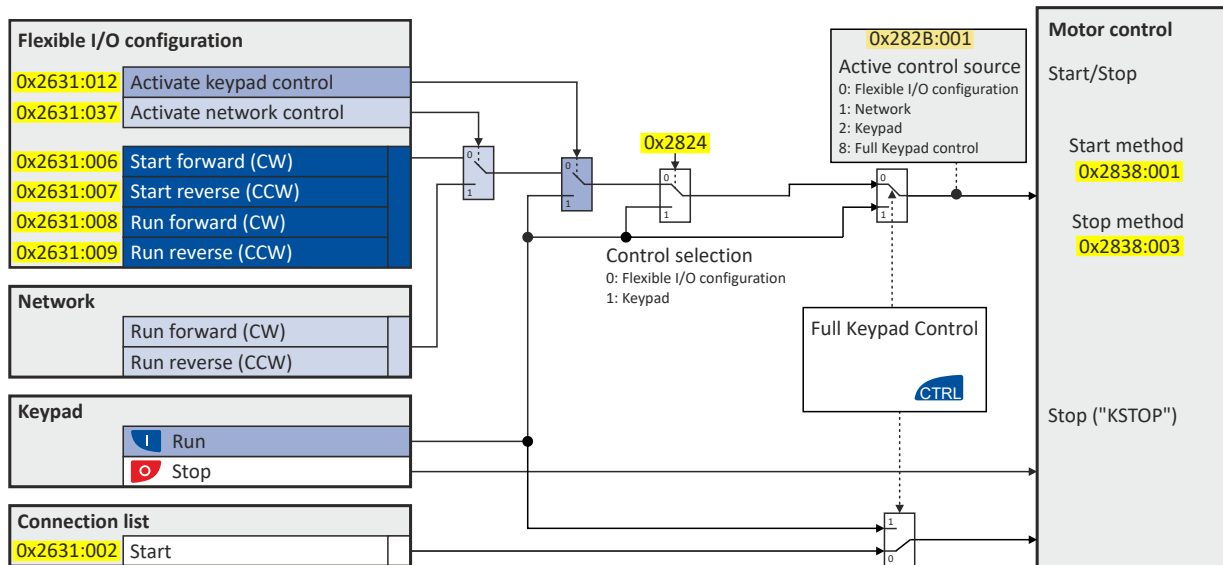 Flexible I/O configuration
0x2631:012 Activate keypad control
0x2631:037 Activate network control
0x2631:006 Start forward (CW)
0x2631:007 Start reverse (CCW)
0x2631:008 Run forward (CW)
0x2631:009 Run reverse (CCW)
Network
Run forward (CW)
Run reverse (CCW)
Keypad
I Run
O Stop
Connection list
0x2631:002 Start
0
1
0
1
0x2824
0
1
Control selection
0: Flexible I/O configuration
1: Keypad
0x282B:001
Active control source
0: Flexible I/O configuration
1: Network
2: Keypad
8: Full Keypad control
0
1
Full Keypad Control
CTRL
1
0
Motor control
Start/Stop
Start method
0x2838:001
Stop method
0x2838:003
Stop ("KSTOP")